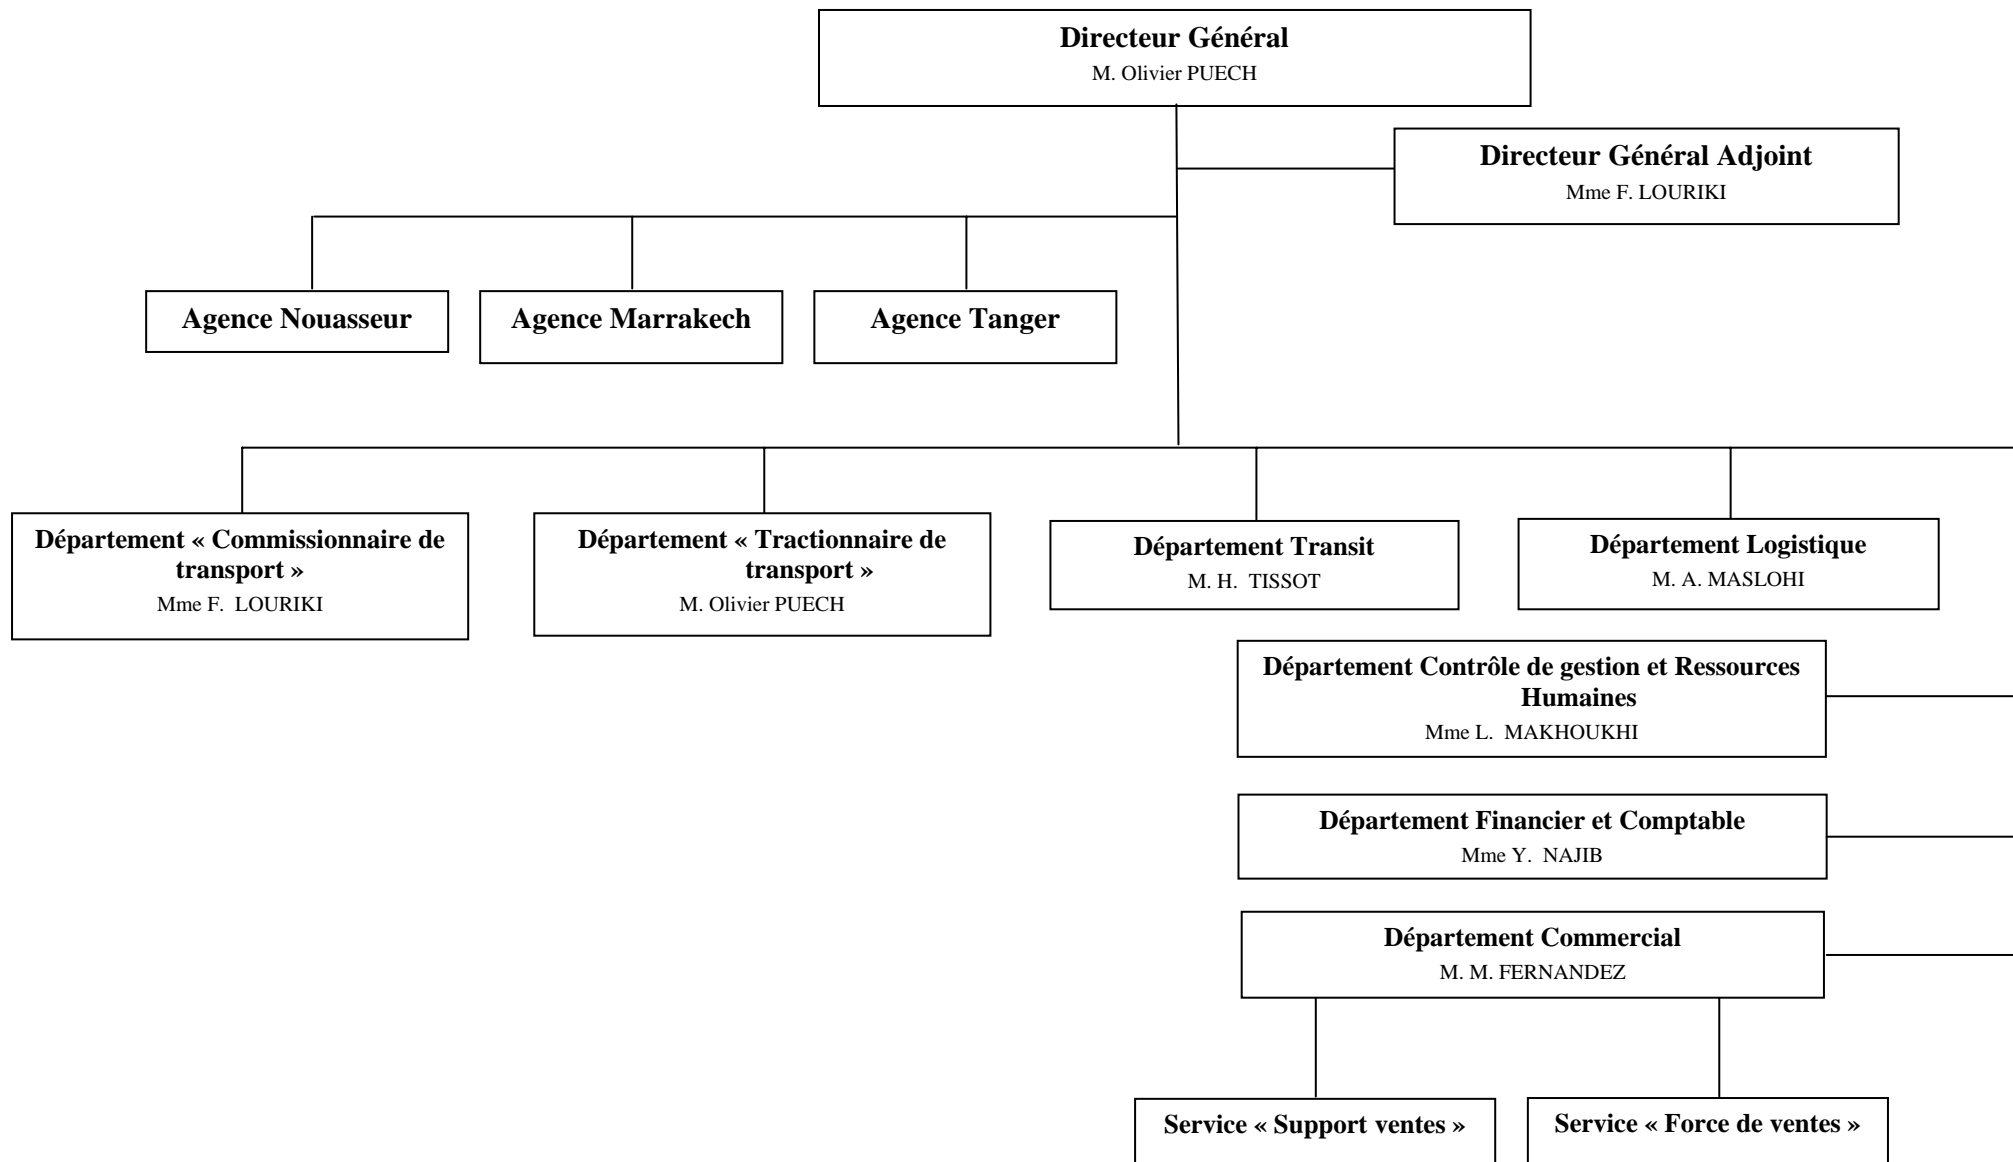 Directeur Général
M. Olivier PUECH
Directeur Général Adjoint
Mme F. LOURIKI
Agence Nouasseur
Agence Marrakech
Agence Tanger
Département « Commissionnaire de
transport »
Mme F. LOURIKI
Département « Tractionnaire de
transport »
M. Olivier PUECH
Département Transit
M. H. TISSOT
Département Logistique
M. A. MASLOHI
Département Contrôle de gestion et Ressources
Humaines
Mme L. MAKHOUKHI
Département Financier et Comptable
Mme Y. NAJIB
Département Commercial
M. M. FERNANDEZ
Service « Support ventes »
Service « Force de ventes »